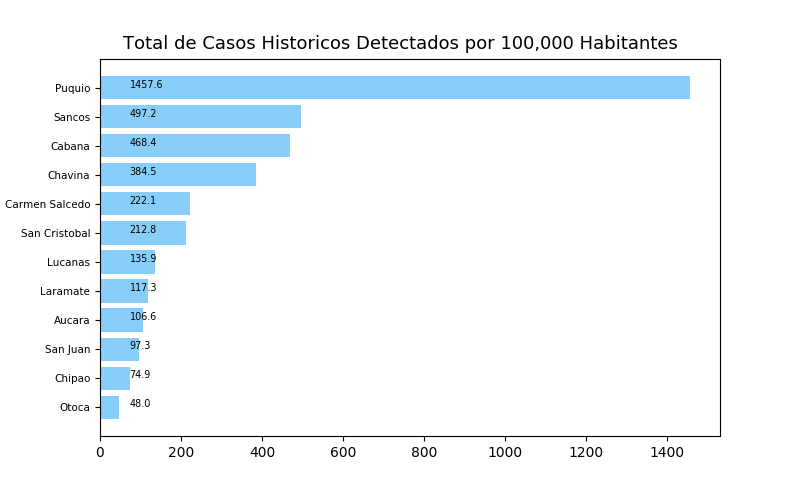 Total de Casos Historicos Detectados por 100,000 Habitantes
Puquio 1457.6
Sancos 497.2
Cabana 468.4
Chavina 384.5
Carmen Salcedo 222.1
San Cristobal 212.8
Lucanas 135.9
Laramate 117.3
Aucara 106.6
San Juan 97.3
Chipao 74.9
Otoca 48.0
0 200 400 600 800 1000 1200 1400